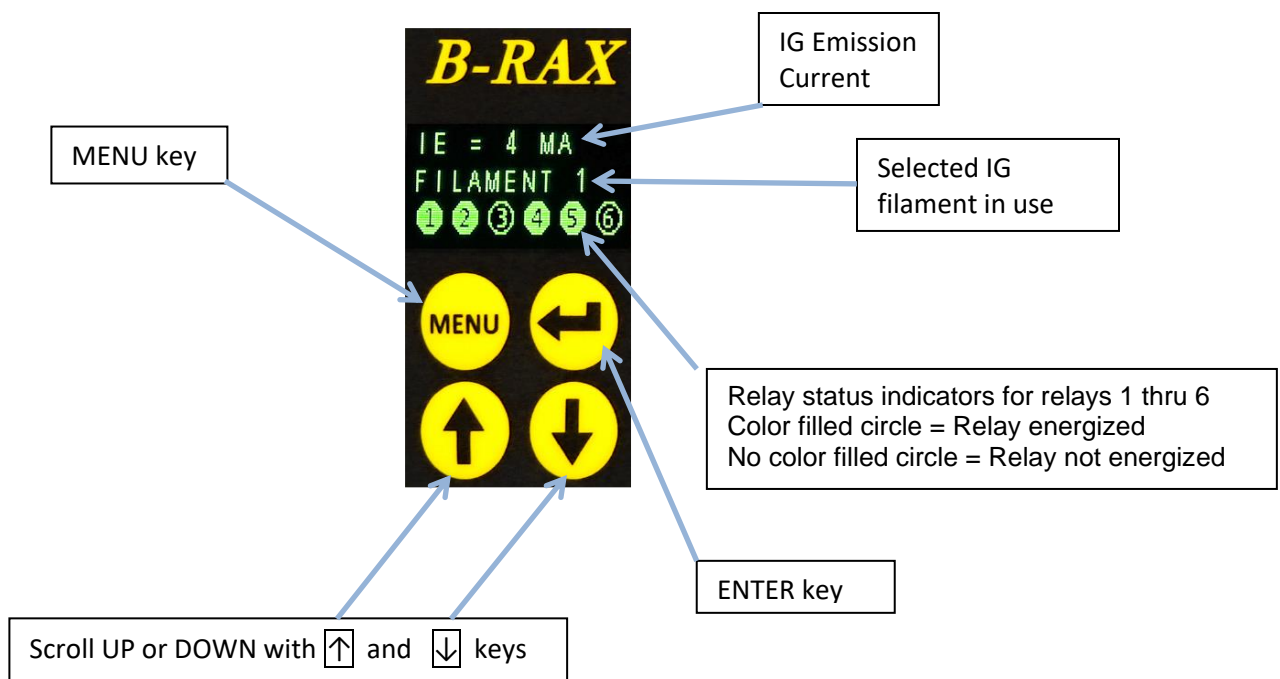 B-RAX
IG Emission
Current
IE = 4 MA
MENU key
FILAMENT 1
Selected IG
filament in use
1 2 3 4 5 6
MENU
Relay status indicators for relays 1 thru 6
Color filled circle = Relay energized
No color filled circle = Relay not energized
ENTER key
Scroll UP or DOWN with ↑ and ↓ keys